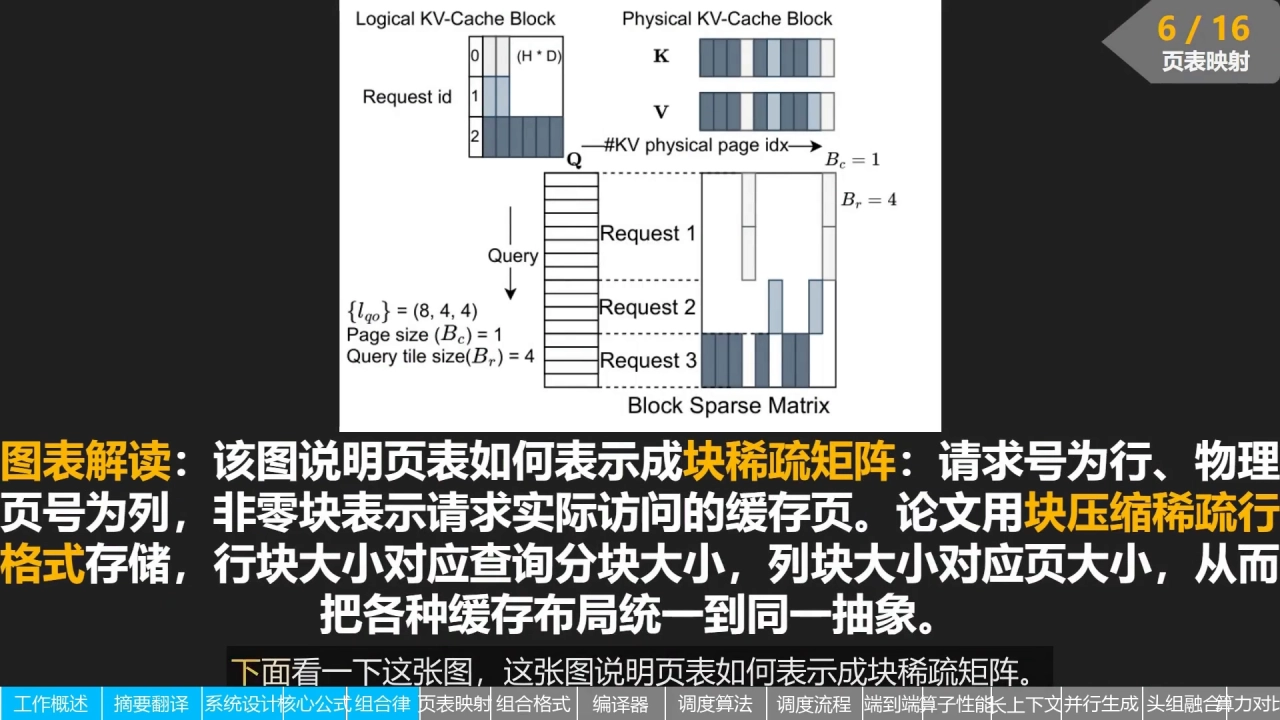 Logical KV-Cache Block
Physical KV-Cache Block
6 / 16
页表映射
0
(H * D)
K
Request id
1
V
2
#KV physical page idx
Q
B_c = 1
B_r = 4
Request 1
Query
{l_qo} = (8, 4, 4)
Request 2
Page size (B_c) = 1
Query tile size(B_r) = 4
Request 3
Block Sparse Matrix
图表解读：该图说明页表如何表示成块稀疏矩阵：请求号为行、物理
页号为列，非零块表示请求实际访问的缓存页。论文用块压缩稀疏行
格式存储，行块大小对应查询分块大小，列块大小对应页大小，从而
把各种缓存布局统一到同一抽象。
下面看一下这张图，这张图说明页表如何表示成块稀疏矩阵。
工作概述 摘要翻译 系统设计 核心公式 组合律 页表映射 组合格式 编译器 调度算法 调度流程 端到端 算子性能 长上下文 并行生成 头组融合 算力对比